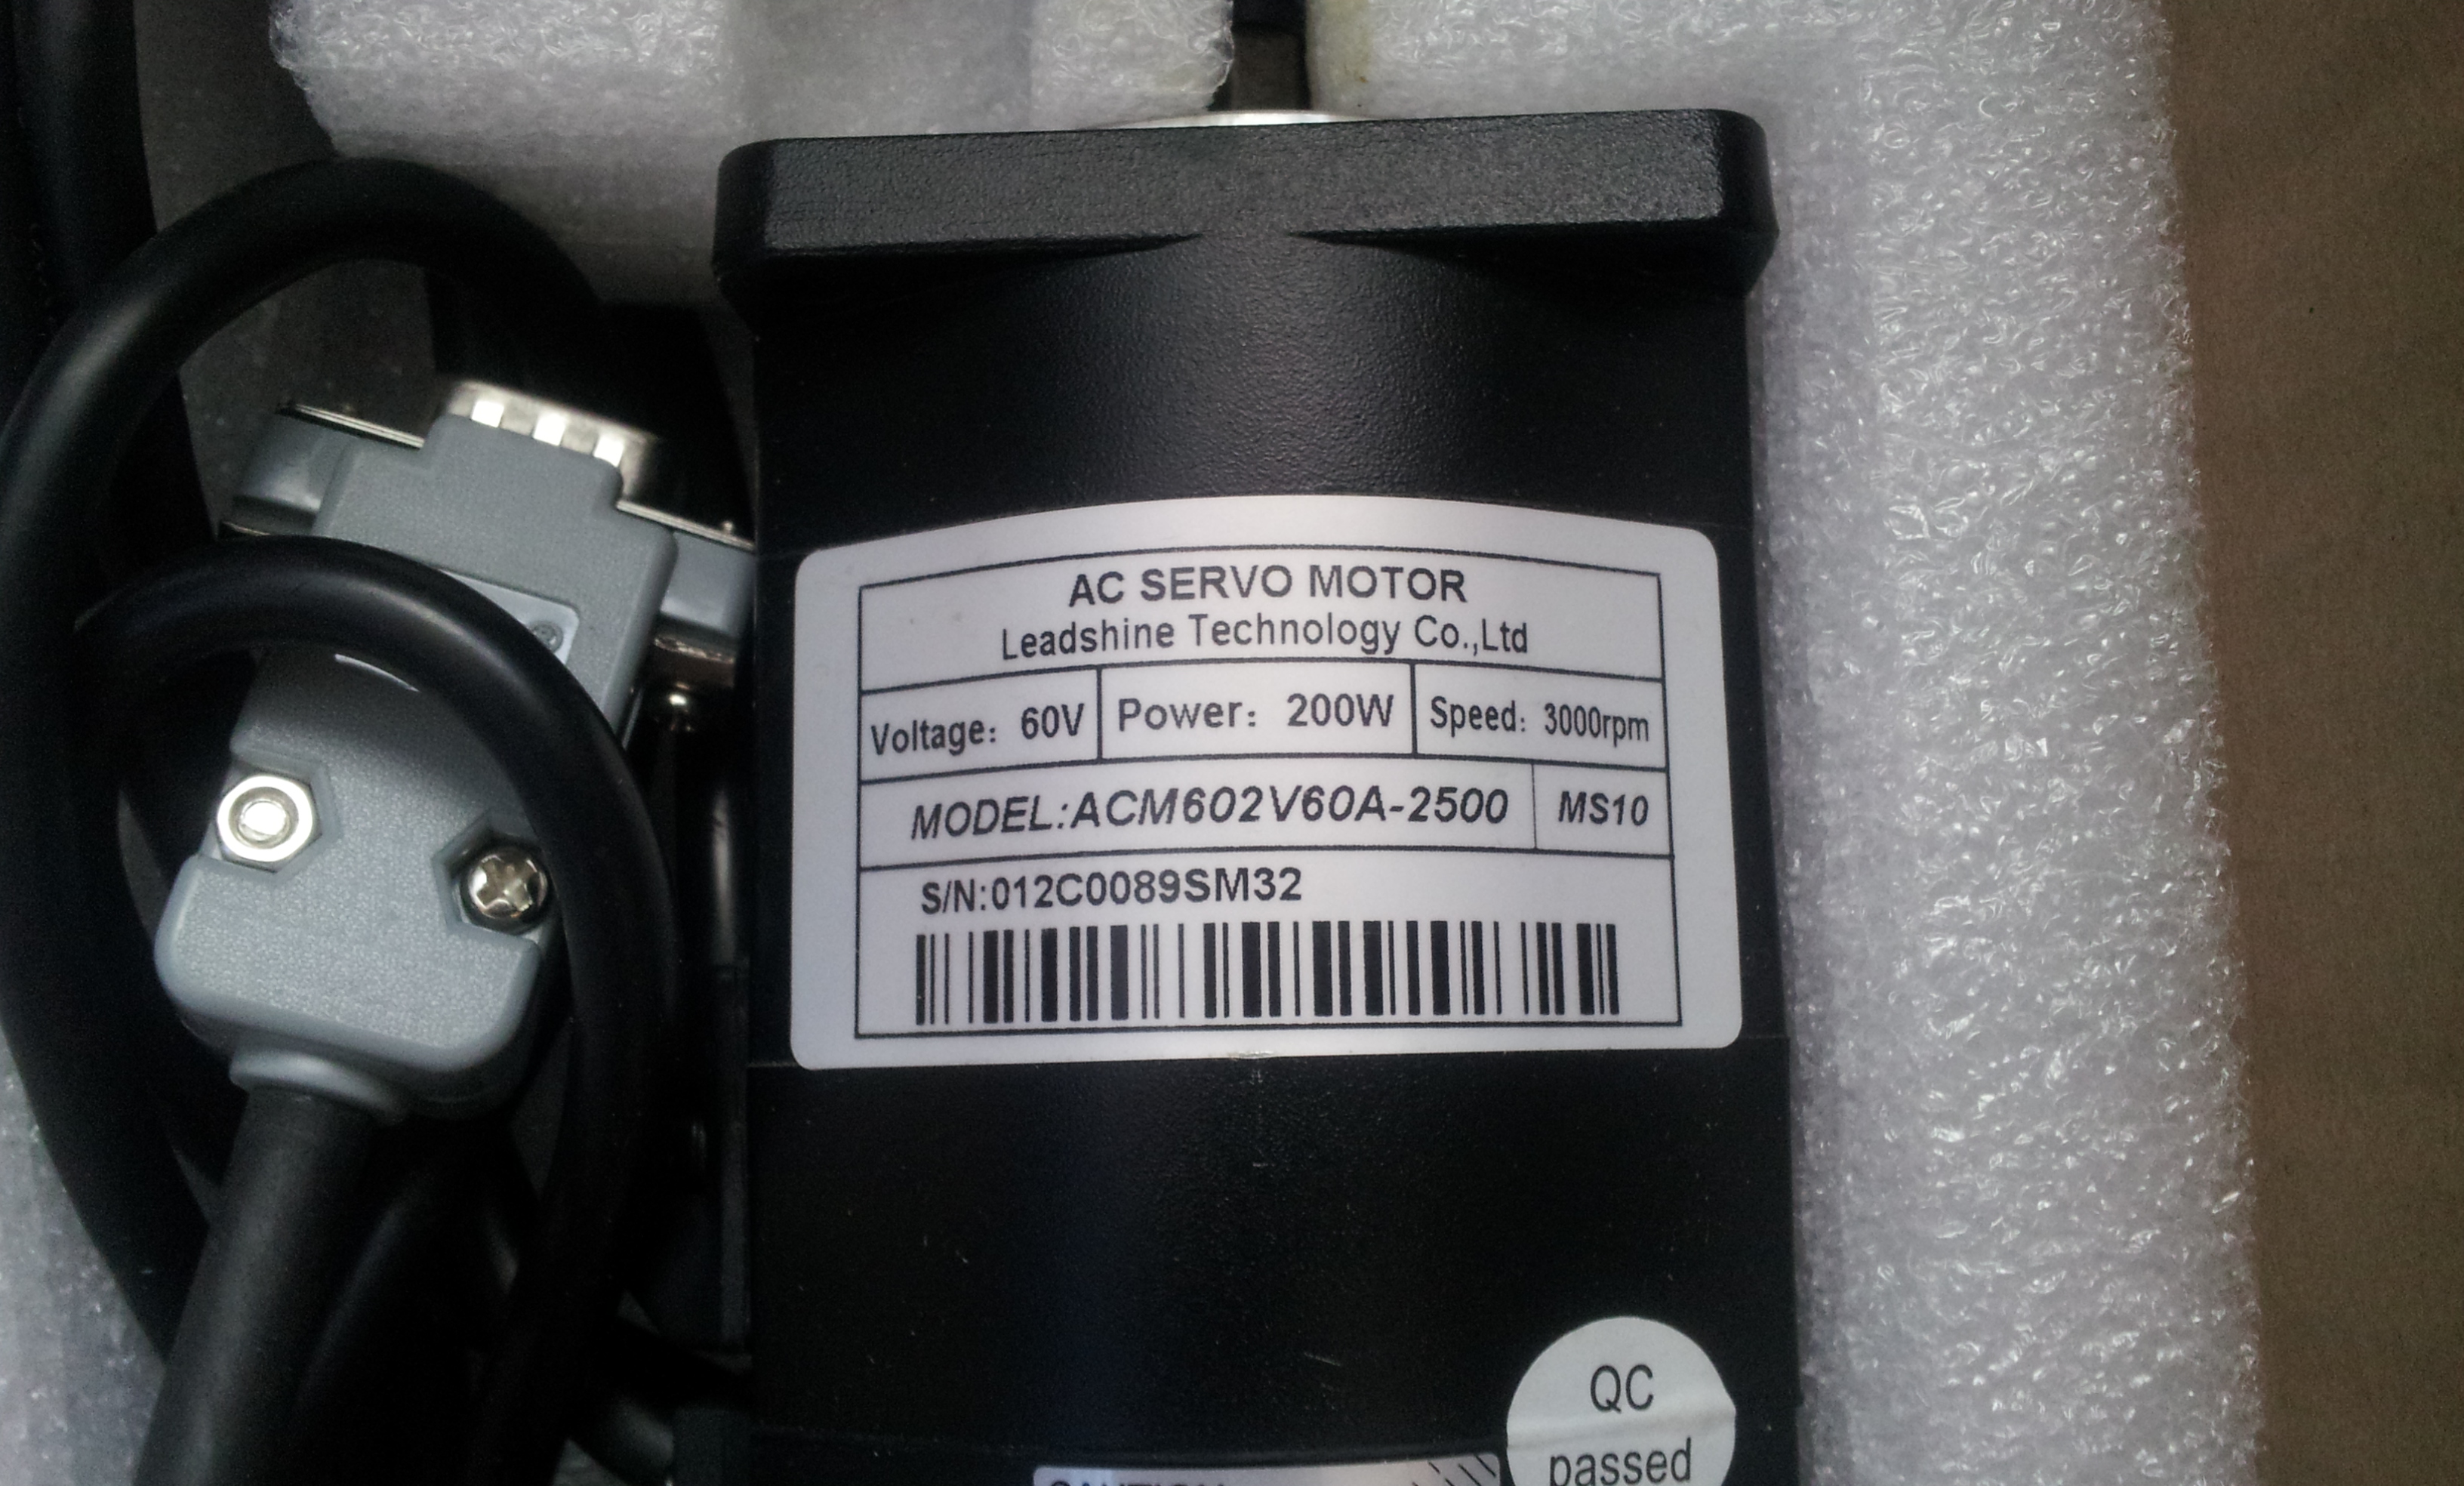 AC SERVO MOTOR
Leadshine Technology Co.,Ltd
Voltage: 60V Power: 200W Speed: 3000rpm
MODEL:ACM602V60A-2500 MS10
S/N:012C0089SM32
QC
passed
CAUTION